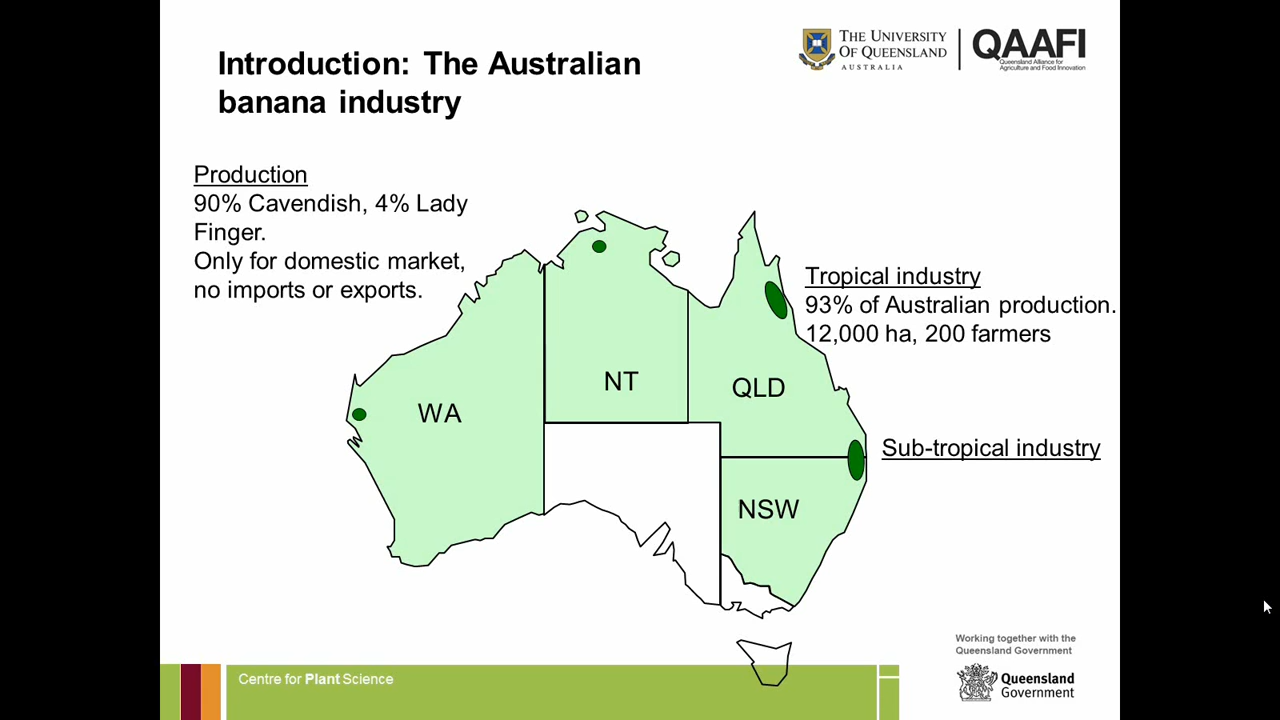 Introduction: The Australian
banana industry
THE UNIVERSITY
OF QUEENSLAND
AUSTRALIA
QAAFI
Queensland Alliance for
Agriculture and Food Innovation
Production
90% Cavendish, 4% Lady
Finger.
Only for domestic market,
no imports or exports.
Tropical industry
93% of Australian production.
12,000 ha, 200 farmers
NT
QLD
WA
Sub-tropical industry
NSW
Working together with the
Queensland Government
Centre for Plant Science
Queensland
Government